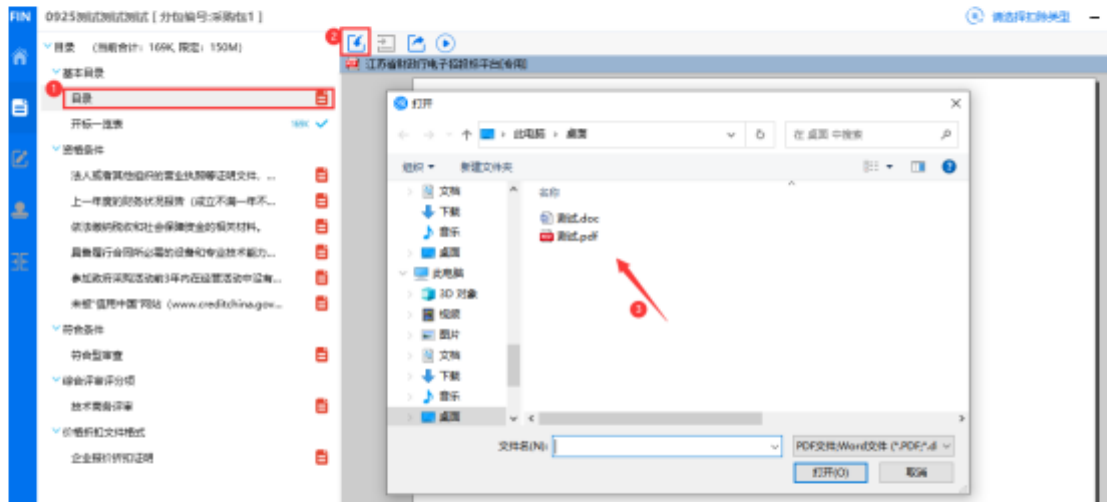 FIN 0925测试测试测试 [ 分包编号:采购包1 ] 请选择扣除类型
目录 (当前合计: 169K, 限定: 150M)
基本目录
1
目录
开标一览表 169K
资格条件
法人或者其他组织的营业执照等证明文件, ...
上一年度的财务状况报告 (成立不满一年不...
依法缴纳税收和社会保障资金的相关材料。
具备履行合同所必需的设备和专业技术能力...
参加政府采购活动前3年内在经营活动中没有...
未被"信用中国"网站 (www.creditchina.gov...
符合条件
符合型审查
综合评审评分项
技术商务评审
价格折扣文件格式
企业报价折扣证明
2
江苏省财政厅电子招投标平台(专用)
打开
此电脑 桌面 在 桌面 中搜索
组织 新建文件夹
文档
下载
音乐
桌面
此电脑
3D 对象
视频
图片
文档
下载
音乐
桌面
名称
测试.doc
测试.pdf
3
文件名(N): PDF文件;Word文件 (*.PDF;*.d
打开(O) 取消